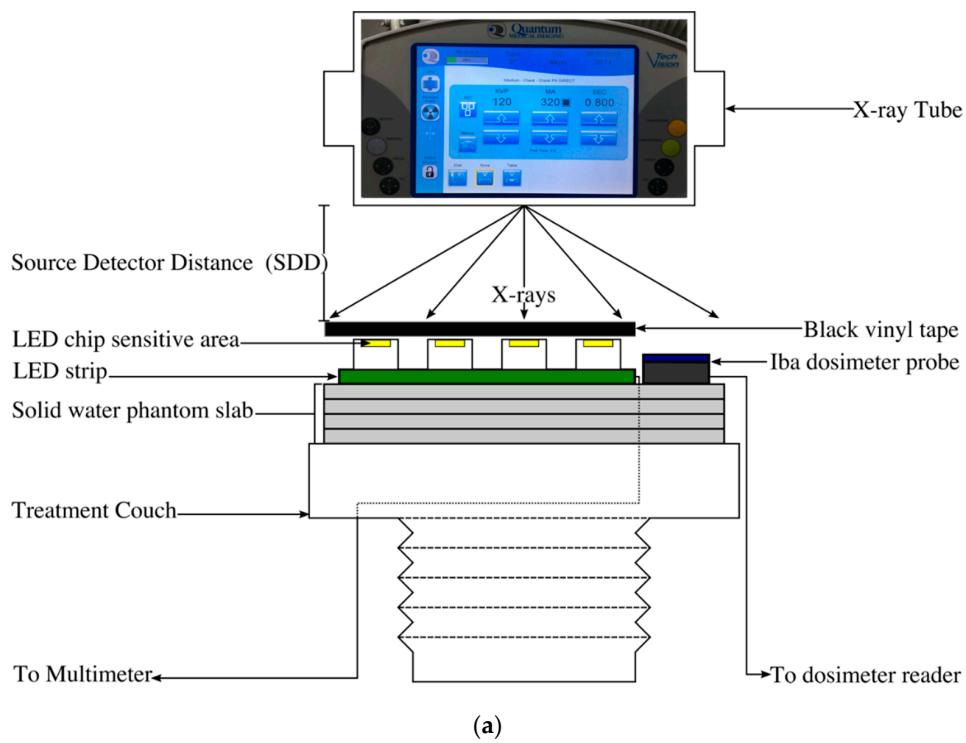 Quantum
MEDICAL IMAGING
Tech
Vision
KVP MA SEC
120 320 0.800
X-ray Tube
Source Detector Distance (SDD)
X-rays
LED chip sensitive area
Black vinyl tape
LED strip
Iba dosimeter probe
Solid water phantom slab
Treatment Couch
To Multimeter
To dosimeter reader
(a)